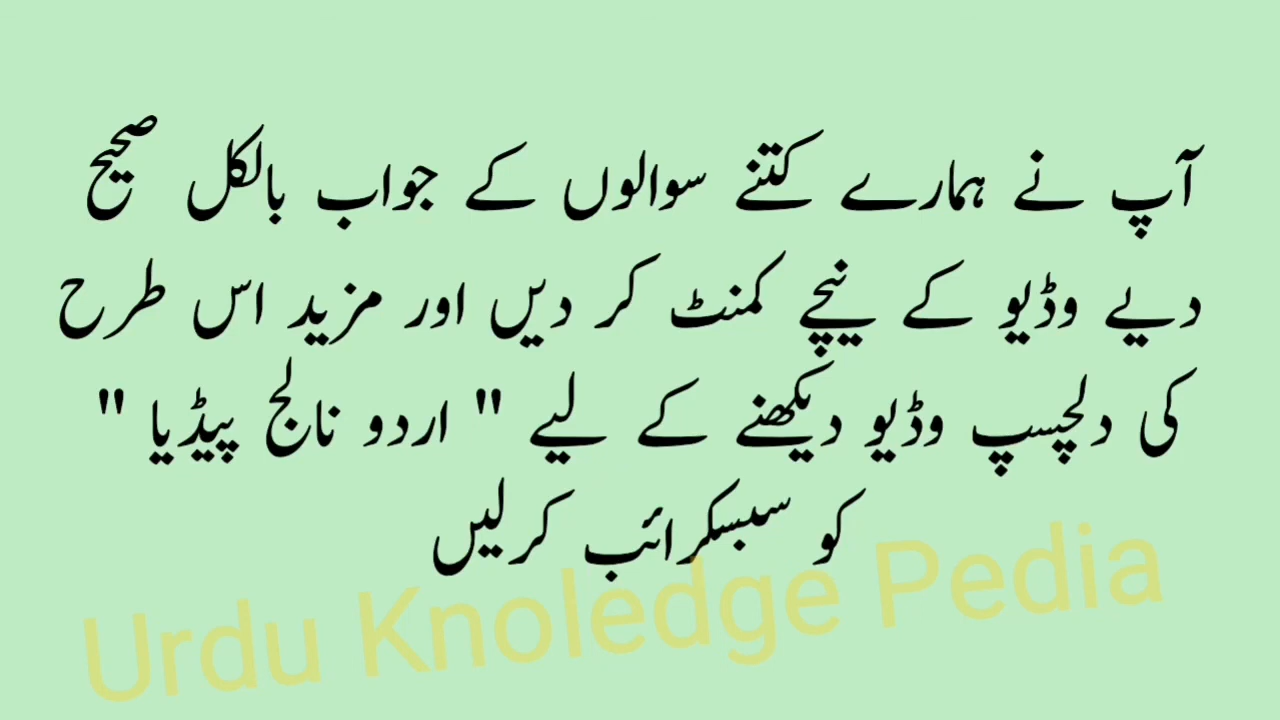 آپ نے ہمارے کتنے سوالوں کے جواب بالکل صحیح
دیے وڈیو کے نیچے کمنٹ کر دیں اور مزید اس طرح
کی دلچسپ وڈیو دیکھنے کے لیے " اردو نالج پیڈیا "
کو سبسکرائب کرلیں
Urdu Knoledge Pedia